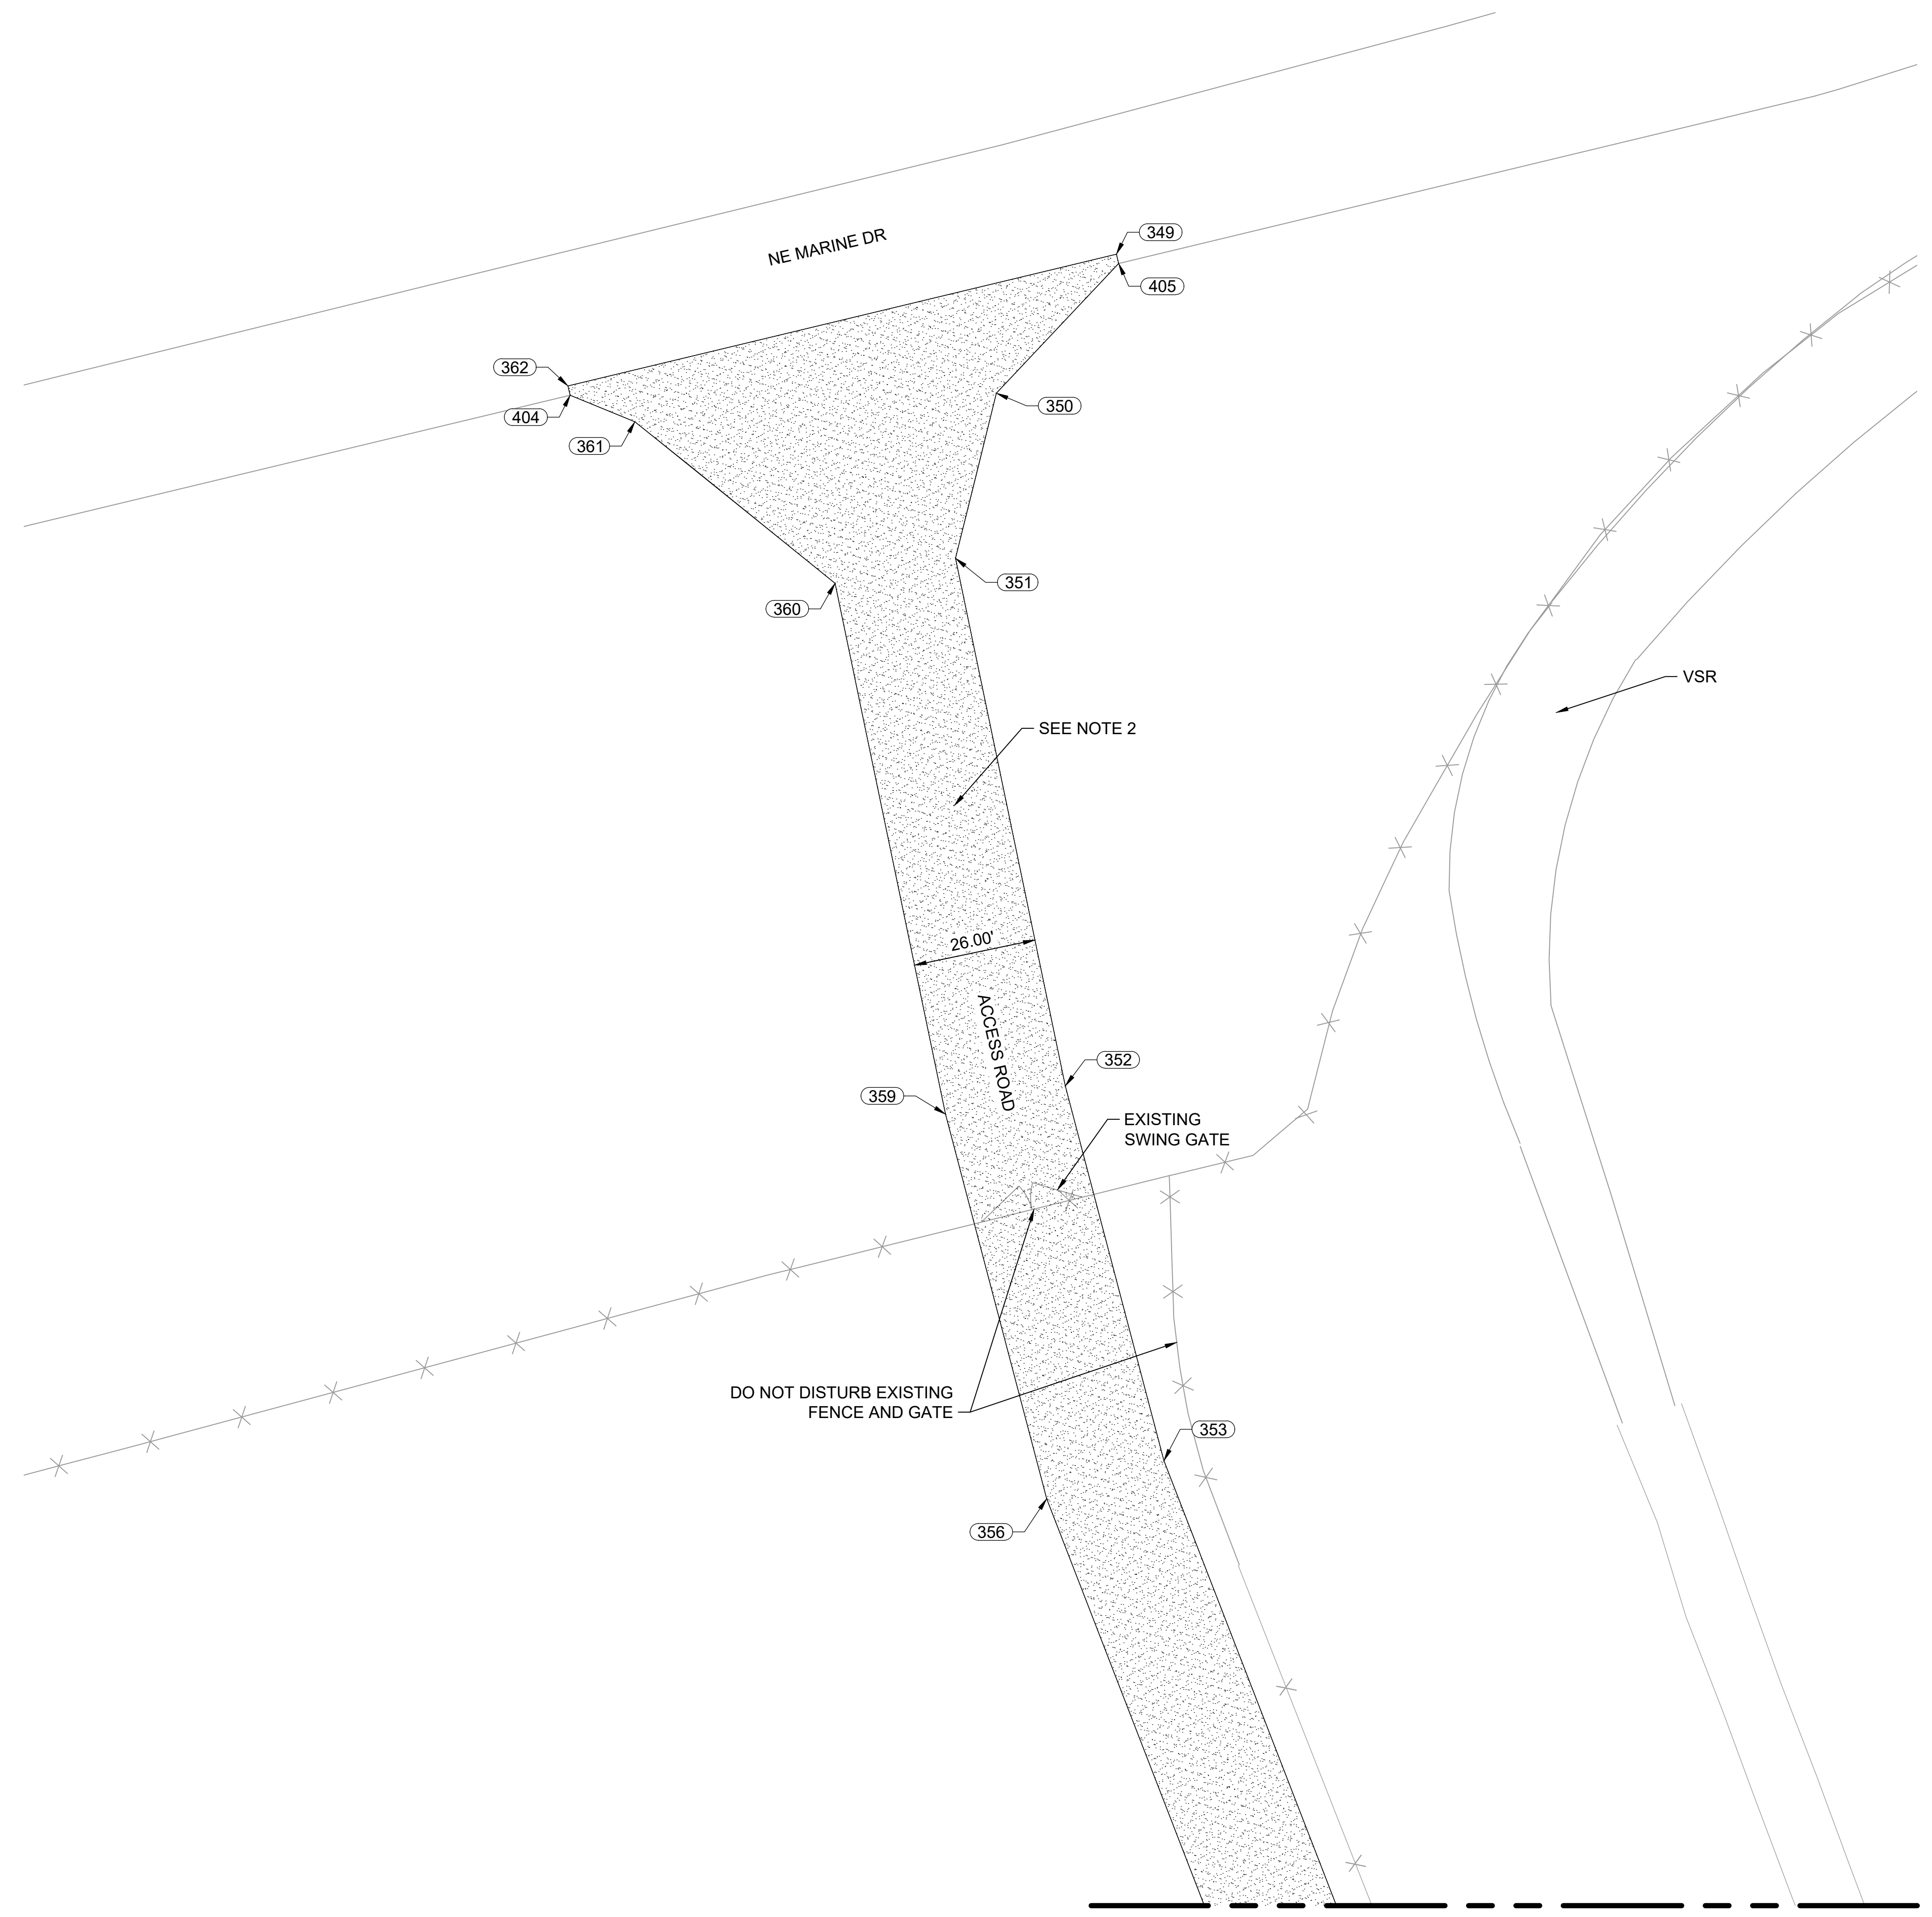 NE MARINE DR
349
405
362
404
350
361
351
360
VSR
SEE NOTE 2
26.00'
ACCESS ROAD
352
359
EXISTING
SWING GATE
DO NOT DISTURB EXISTING
FENCE AND GATE
353
356